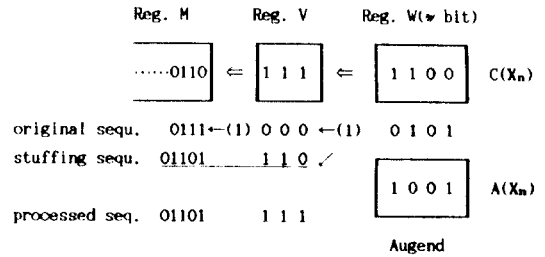 Reg. M Reg. V Reg. W(w bit)
······0110 ⇐ 1 1 1 ⇐ 1 1 0 0 C(Xn)
original sequ. 0111←(1) 0 0 0 ←(1) 0 1 0 1
stuffing sequ. 01101 1 1 0
1 0 0 1 A(Xn)
processed seq. 01101 1 1 1
Augend